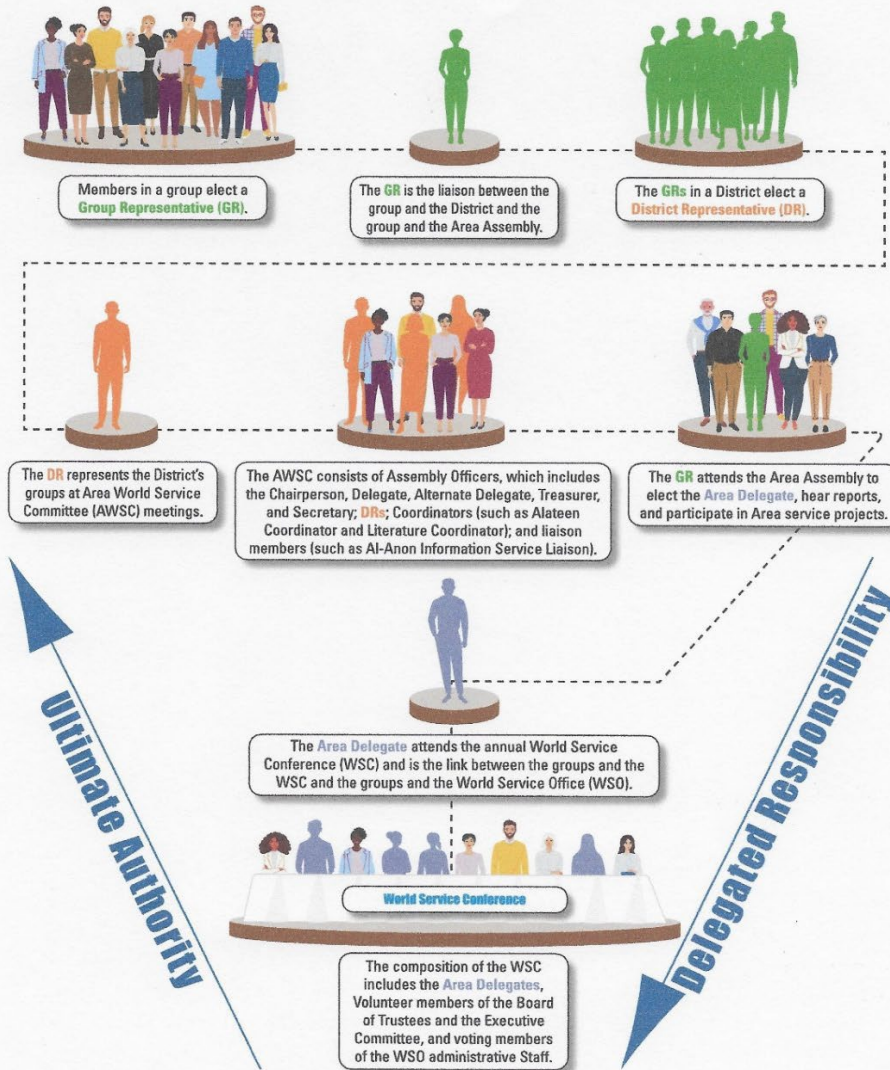 Members in a group elect a
Group Representative (GR).
The GR is the liaison between the
group and the District and the
group and the Area Assembly.
The GRs in a District elect a
District Representative (DR).
The DR represents the District's
groups at Area World Service
Committee (AWSC) meetings.
The AWSC consists of Assembly Officers, which includes
the Chairperson, Delegate, Alternate Delegate, Treasurer,
and Secretary; DRs; Coordinators (such as Alateen
Coordinator and Literature Coordinator); and liaison
members (such as Al-Anon Information Service Liaison).
The GR attends the Area Assembly to
elect the Area Delegate, hear reports,
and participate in Area service projects.
Ultimate Authority
Delegated Responsibility
The Area Delegate attends the annual World Service
Conference (WSC) and is the link between the groups and the
WSC and the groups and the World Service Office (WSO).
World Service Conference
The composition of the WSC
includes the Area Delegates,
Volunteer members of the Board
of Trustees and the Executive
Committee, and voting members
of the WSO administrative Staff.